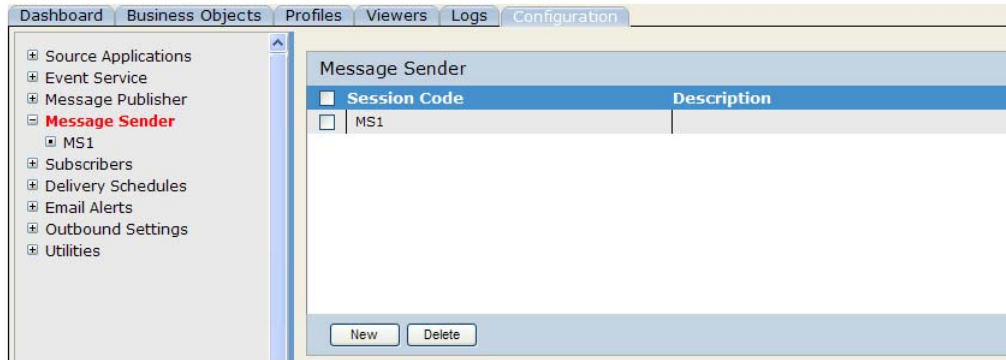 Dashboard Business Objects Profiles Viewers Logs Configuration
Source Applications
Event Service
Message Publisher
Message Sender
MS1
Subscribers
Delivery Schedules
Email Alerts
Outbound Settings
Utilities
Message Sender
Session Code Description
MS1
New Delete